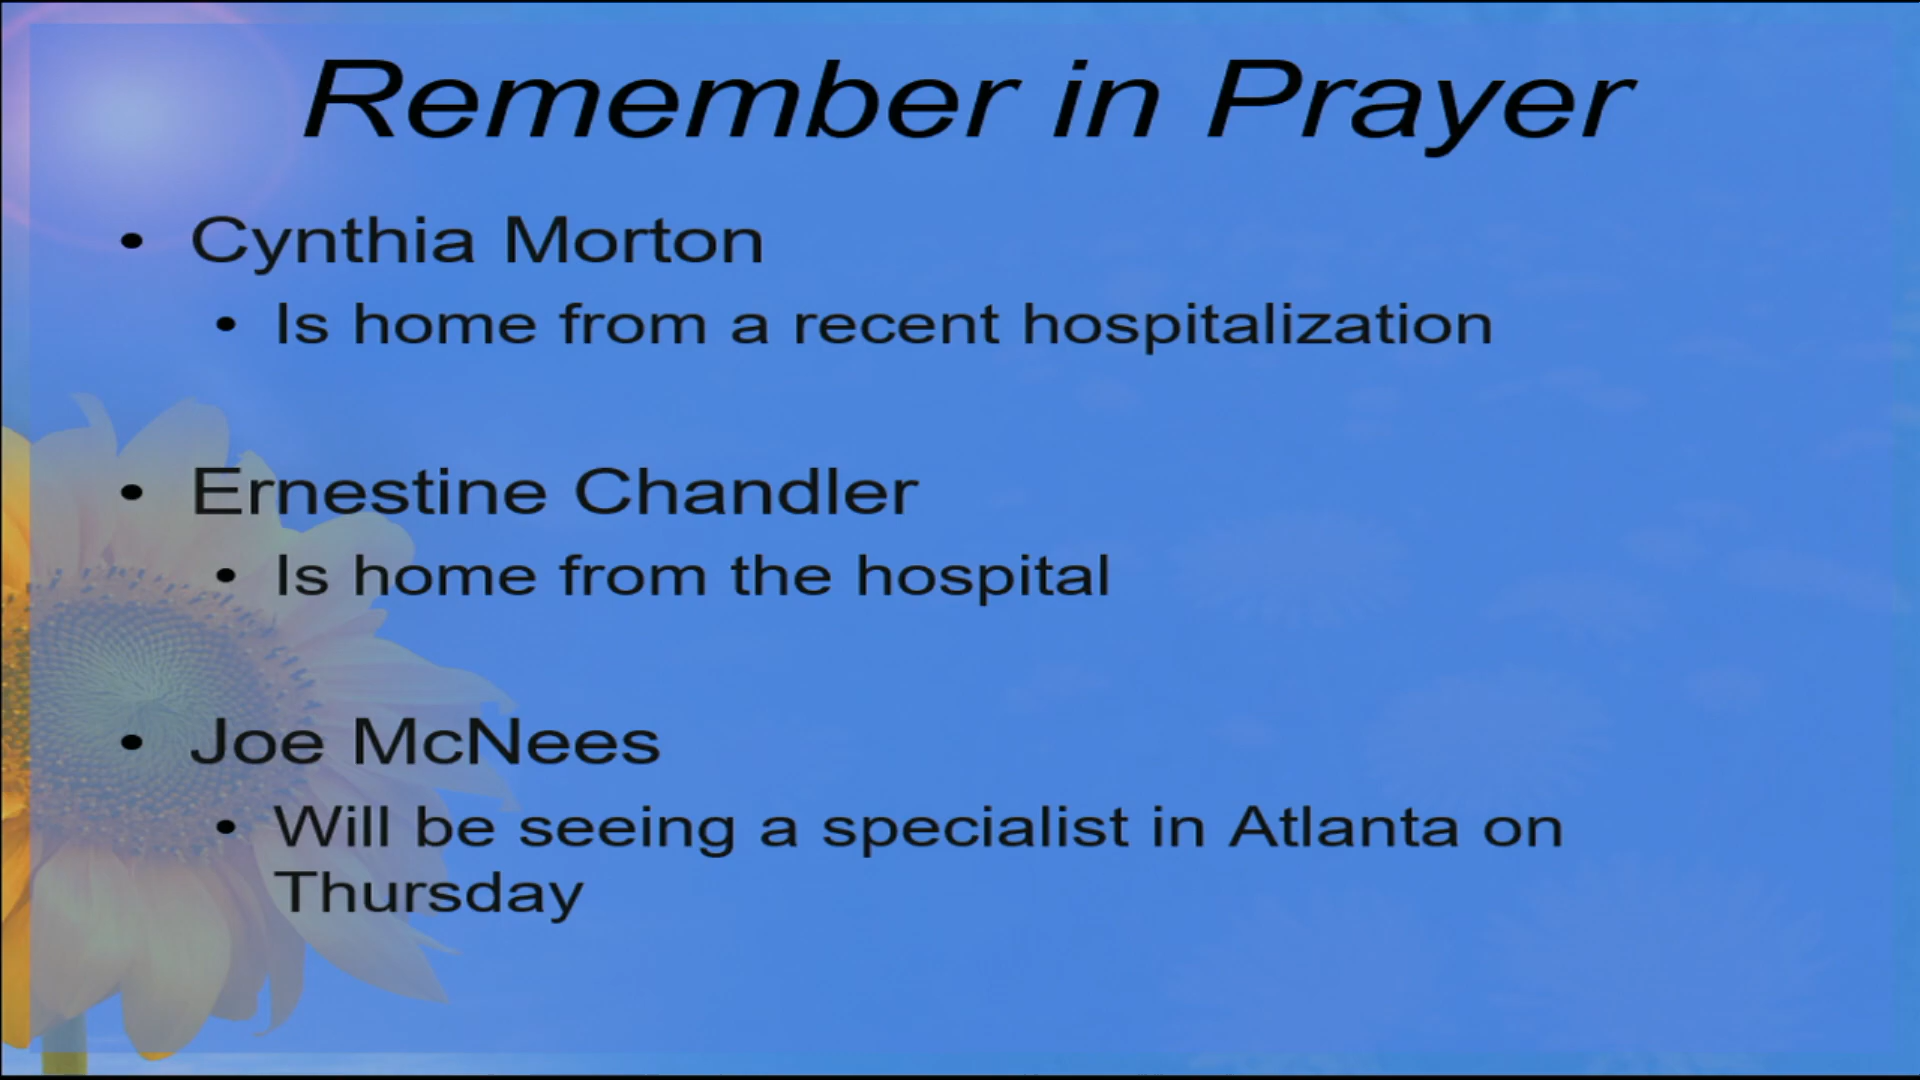 Remember in Prayer
• Cynthia Morton
• Is home from a recent hospitalization
• Ernestine Chandler
• Is home from the hospital
• Joe McNees
• Will be seeing a specialist in Atlanta on
Thursday